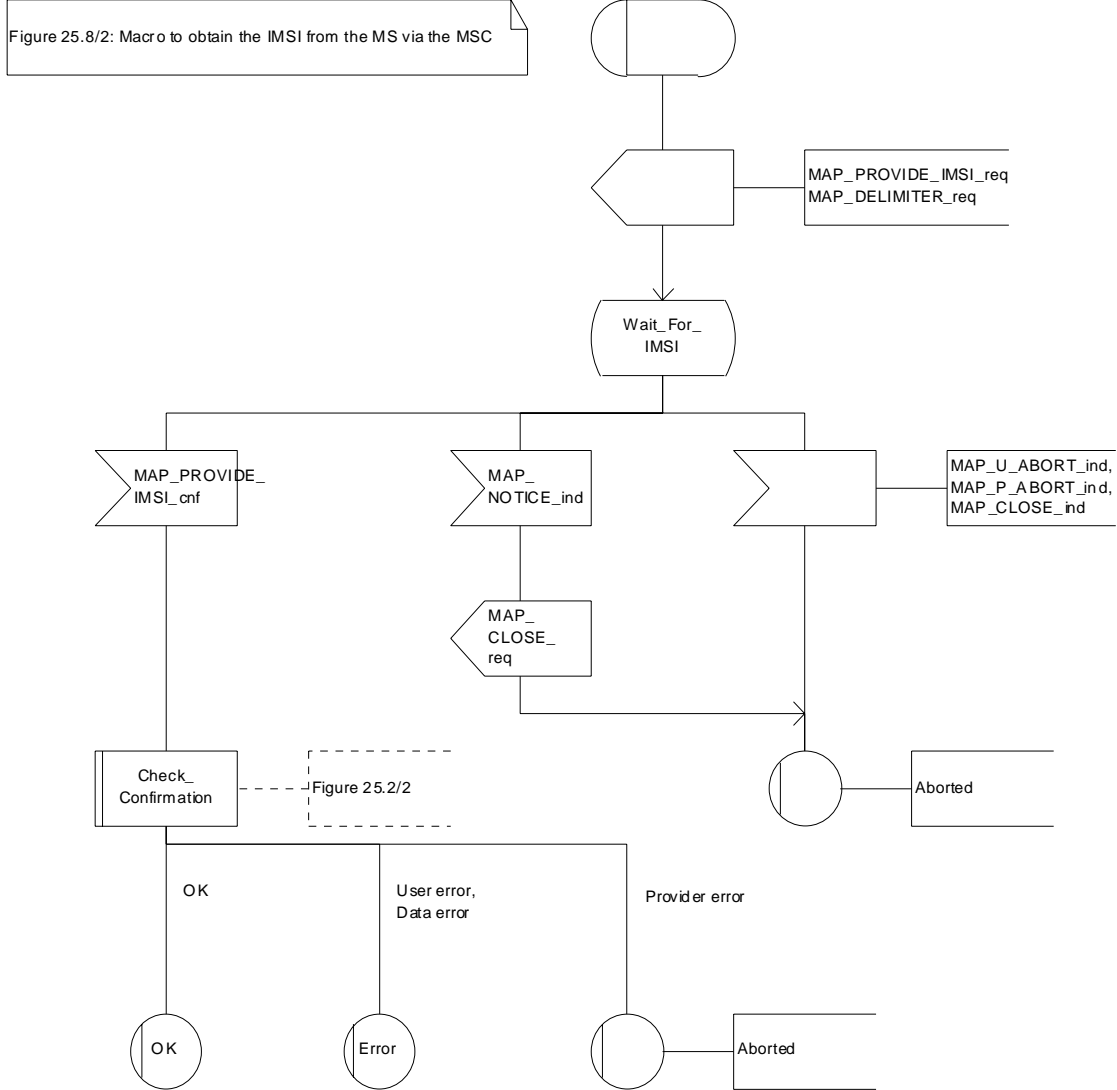 Figure 25.8/2: Macro to obtain the IMSI from the MS via the MSC
MAP_PROVIDE_IMSI_req
MAP_DELIMITER_req
Wait_For_
IMSI
MAP_PROVIDE_
IMSI_cnf
MAP_
NOTICE_ind
MAP_U_ABORT_ind,
MAP_P_ABORT_ind,
MAP_CLOSE_ind
MAP_
CLOSE_
req
Check_
Confirmation
Figure 25.2/2
Aborted
OK
User error,
Data error
Provider error
OK
Error
Aborted